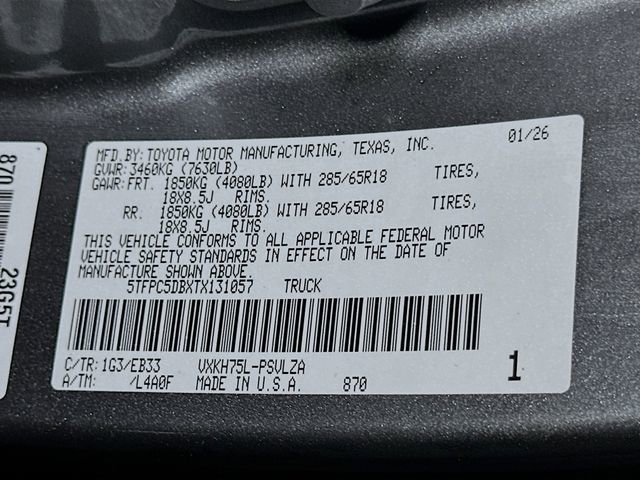 MFD.BY: TOYOTA MOTOR MANUFACTURING, TEXAS, INC. 01/26
GVWR: 3460KG (7630LB)
GAWR: FRT. 1850KG (4080LB) WITH 285/65R18 TIRES,
18X8.5J RIMS.
RR. 1850KG (4080LB) WITH 285/65R18 TIRES,
18X8.5J RIMS.
THIS VEHICLE CONFORMS TO ALL APPLICABLE FEDERAL MOTOR
VEHICLE SAFETY STANDARDS IN EFFECT ON THE DATE OF
MANUFACTURE SHOWN ABOVE.
5TFPC5DBXTX131057 TRUCK
C/TR: 1G3/EB33 VXKH75L-PSVLZA
A/TM: /L4A0F MADE IN U.S.A. 870 1
870
23G5T